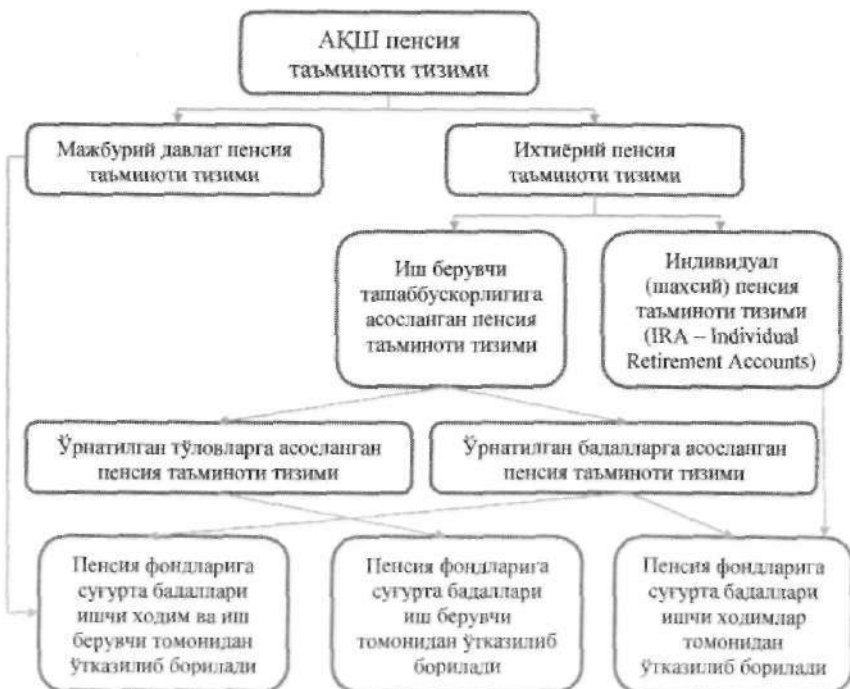 АҚШ пенсия
таъминоти тизими
Мажбурий давлат пенсия
таъминоти тизими
Ихтиёрий пенсия
таъминоти тизими
Иш берувчи
ташаббускорлигига
асосланган пенсия
таъминоти тизими
Индивидуал
(шахсий) пенсия
таъминоти тизими
(IRA – Individual
Retirement Accounts)
Ўрнатилган тўловларга асосланган
пенсия таъминоти тизими
Ўрнатилган бадалларга асосланган
пенсия таъминоти тизими
Пенсия фондларига
суғурта бадаллари
ишчи ходим ва иш
берувчи томонидан
ўтказилиб борилади
Пенсия фондларига
суғурта бадаллари
иш берувчи
томонидан ўтказилиб
борилади
Пенсия фондларига
суғурта бадаллари
ишчи ходимлар
томонидан
ўтказилиб борилади